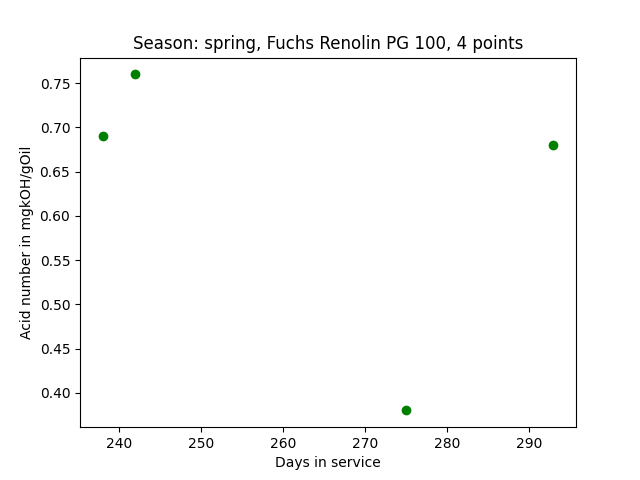 Season: spring, Fuchs Renolin PG 100, 4 points
0.75
0.70
0.65
0.60
0.55
0.50
0.45
0.40
Acid number in mgkOH/gOil
240 250 260 270 280 290
Days in service